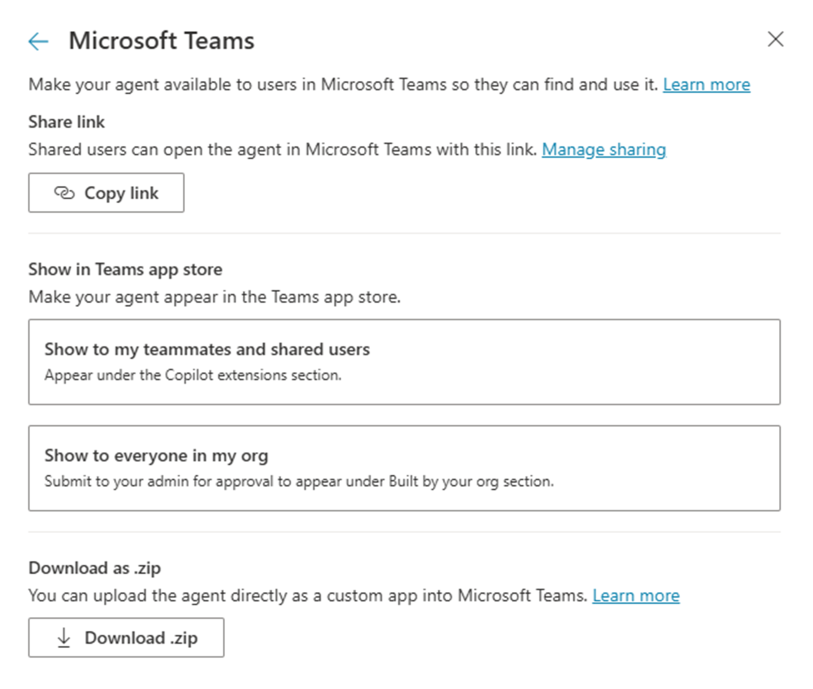 Microsoft Teams
Make your agent available to users in Microsoft Teams so they can find and use it. Learn more
Share link
Shared users can open the agent in Microsoft Teams with this link. Manage sharing
Copy link
Show in Teams app store
Make your agent appear in the Teams app store.
Show to my teammates and shared users
Appear under the Copilot extensions section.
Show to everyone in my org
Submit to your admin for approval to appear under Built by your org section.
Download as .zip
You can upload the agent directly as a custom app into Microsoft Teams. Learn more
Download .zip